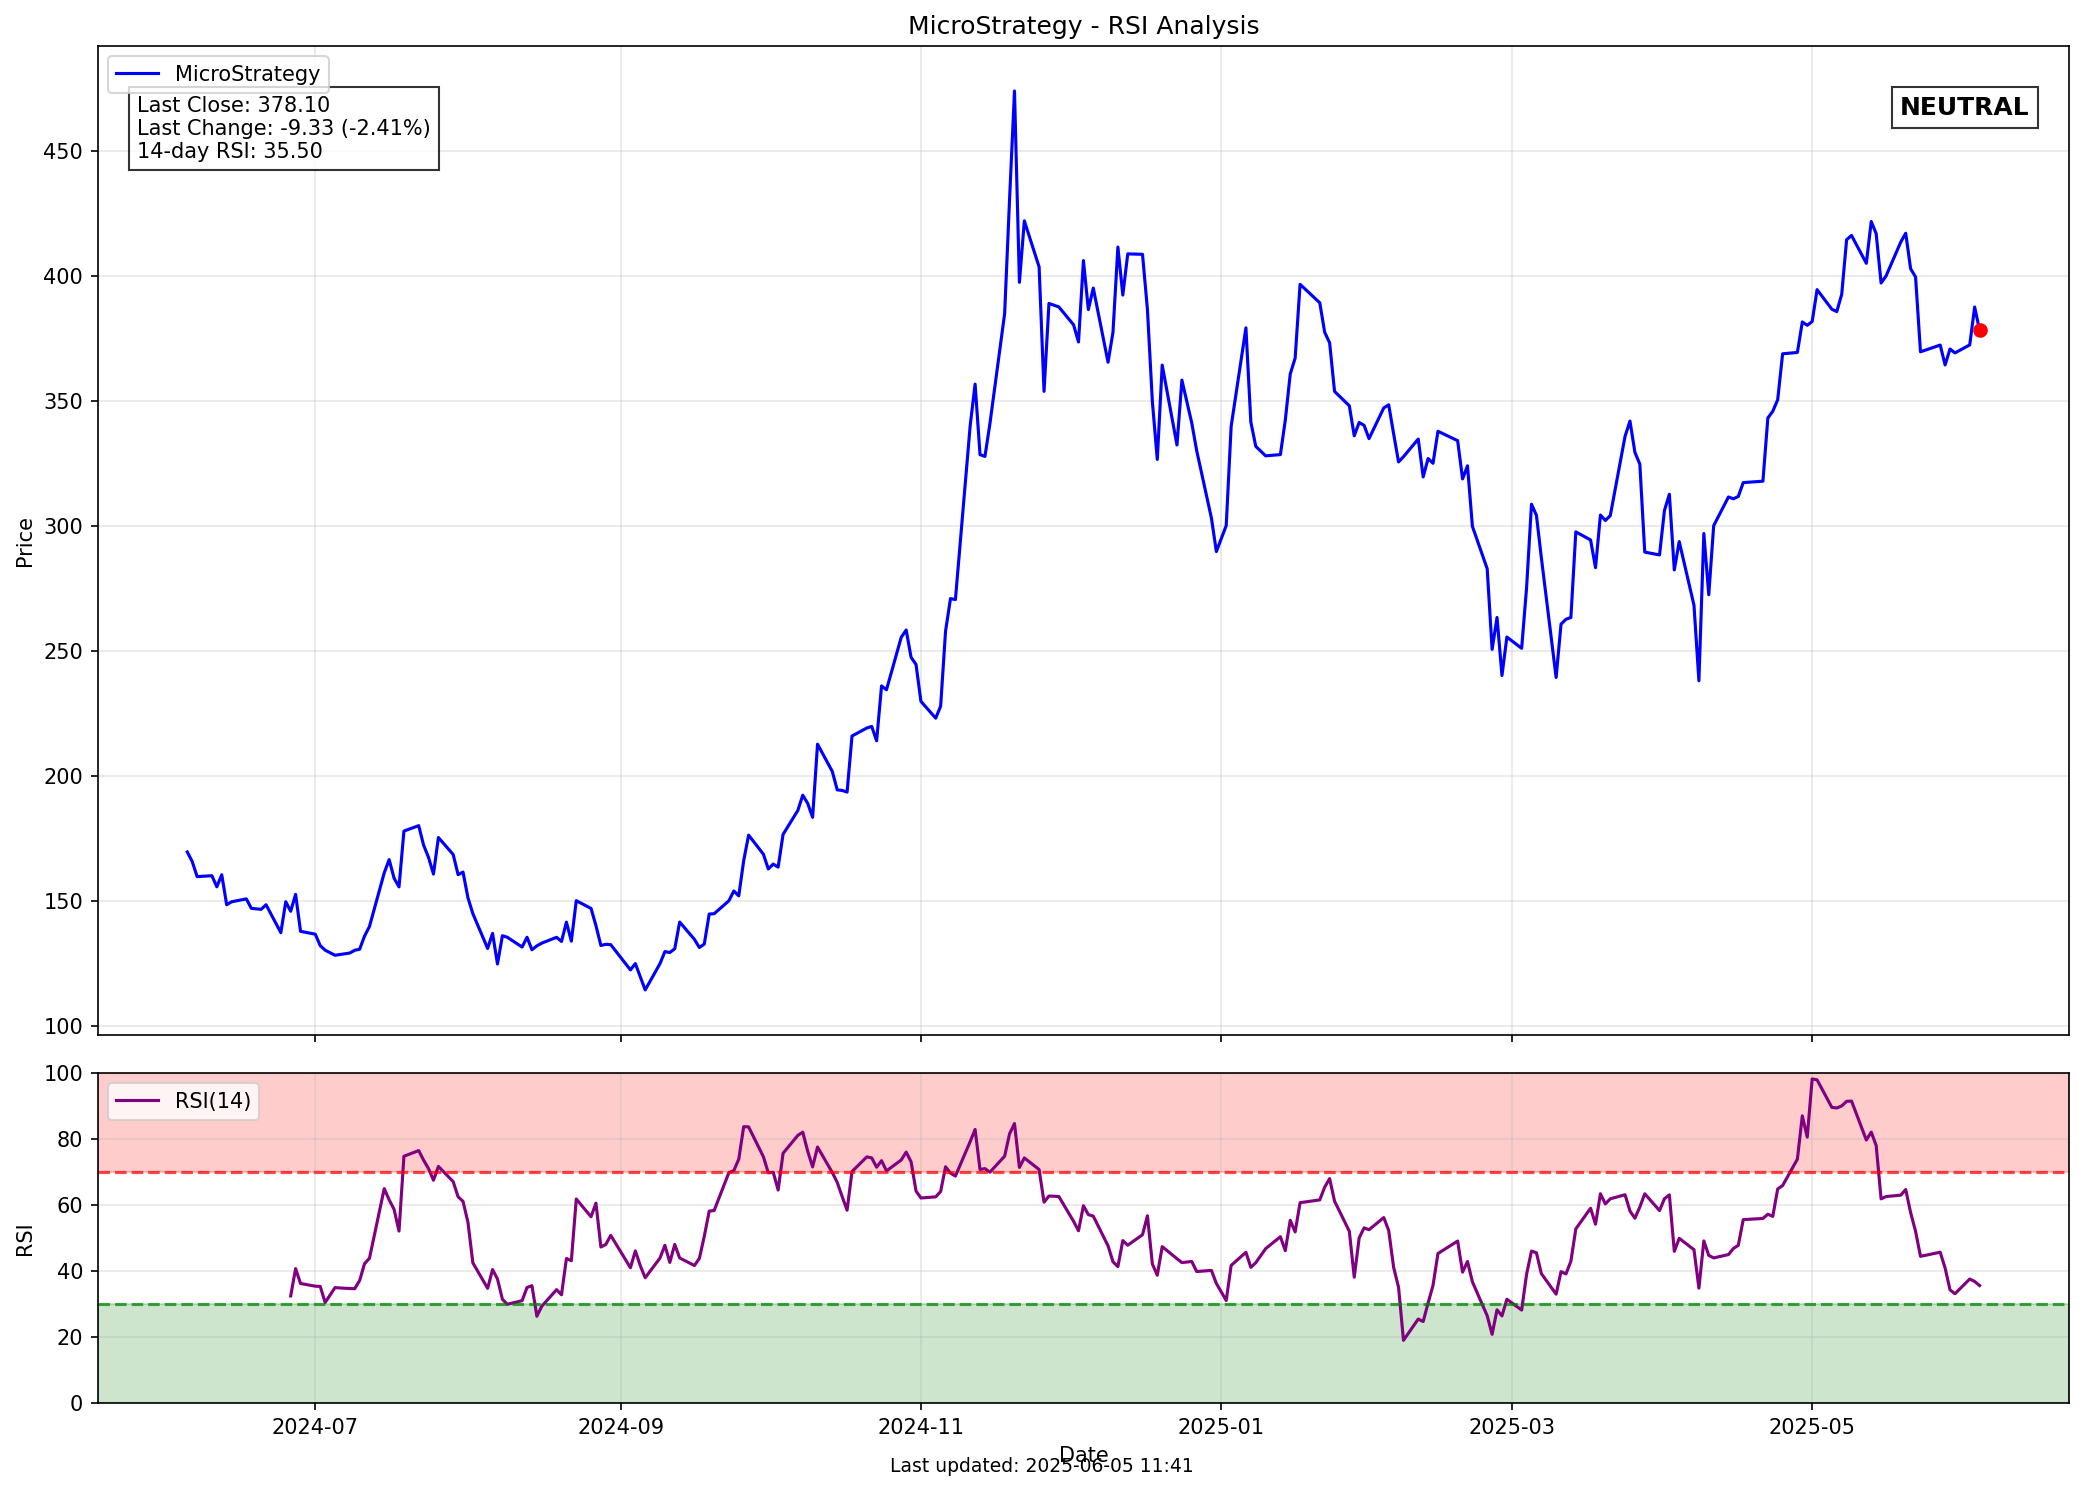 MicroStrategy - RSI Analysis
MicroStrategy
Last Close: 378.10
Last Change: -9.33 (-2.41%)
14-day RSI: 35.50
NEUTRAL
Price
450
400
350
300
250
200
150
100
RSI(14)
RSI
100
80
60
40
20
0
2024-07
2024-09
2024-11
2025-01
2025-03
2025-05
Date
Last updated: 2025-06-05 11:41